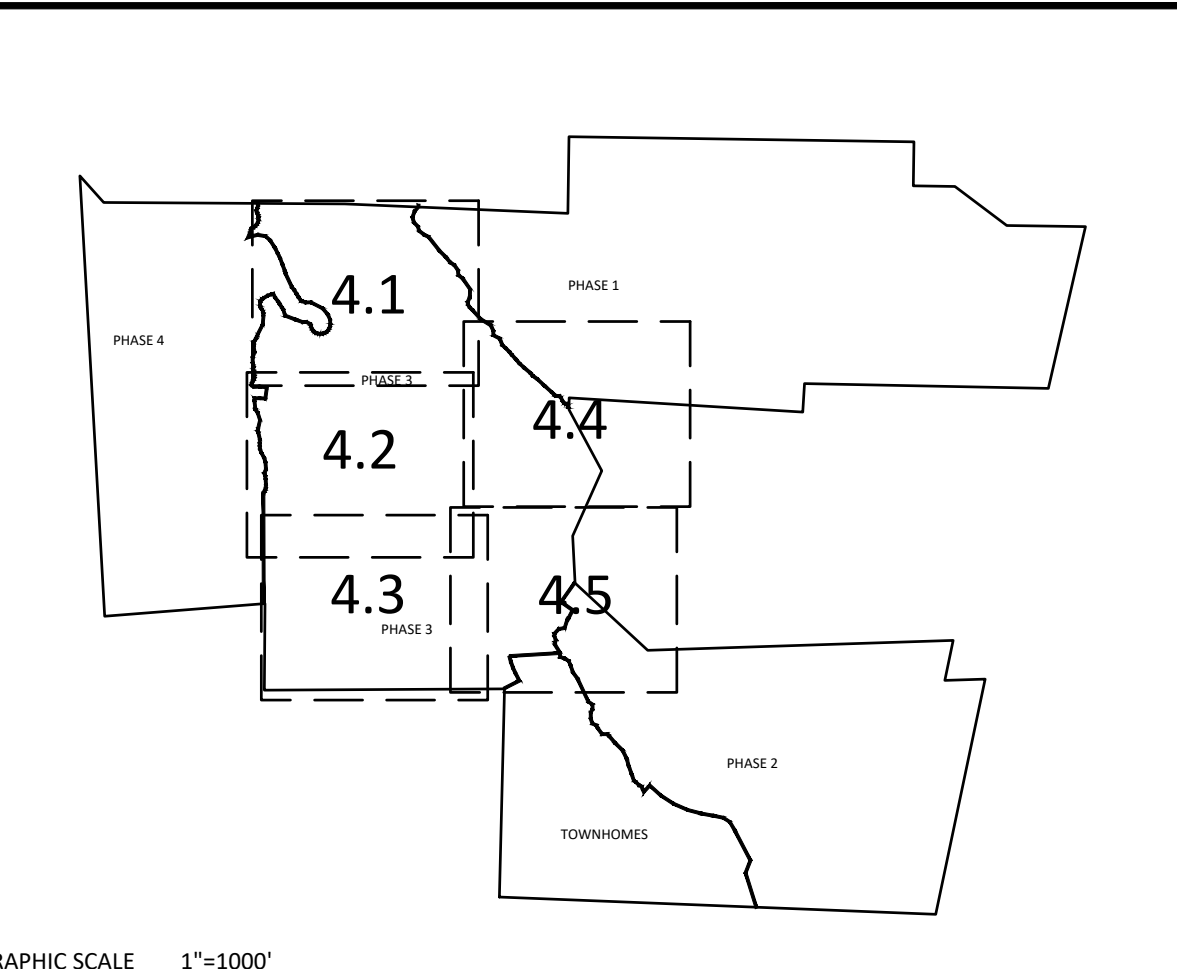 PHASE 1
4.1
PHASE 4
PHASE 3
4.4
4.2
4.3
4.5
PHASE 3
PHASE 2
TOWNHOMES
RAPHIC SCALE 1"=1000'